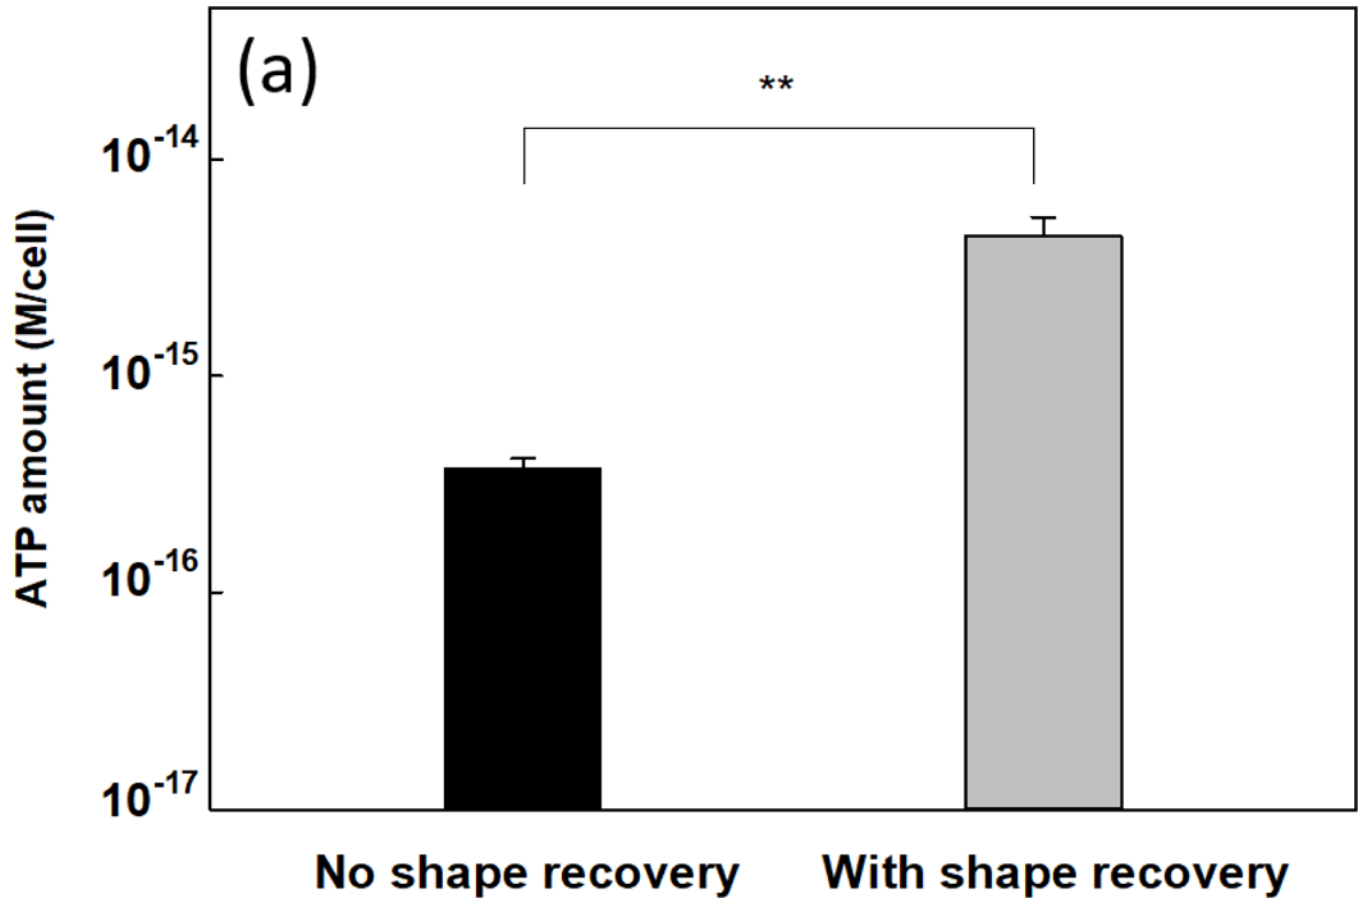 (a)
**
ATP amount (M/cell)
10⁻¹⁴
10⁻¹⁵
10⁻¹⁶
10⁻¹⁷
No shape recovery
With shape recovery